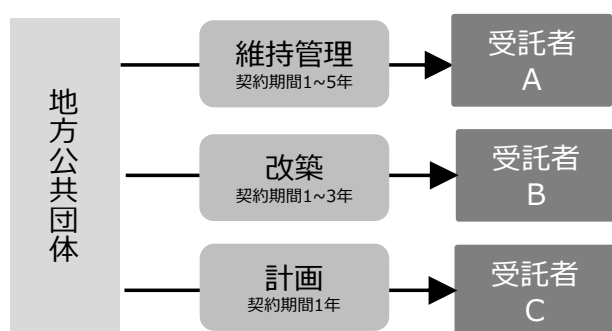 地方公共団体
維持管理
契約期間1~5年
受託者
A
改築
契約期間1~3年
受託者
B
計画
契約期間1年
受託者
C